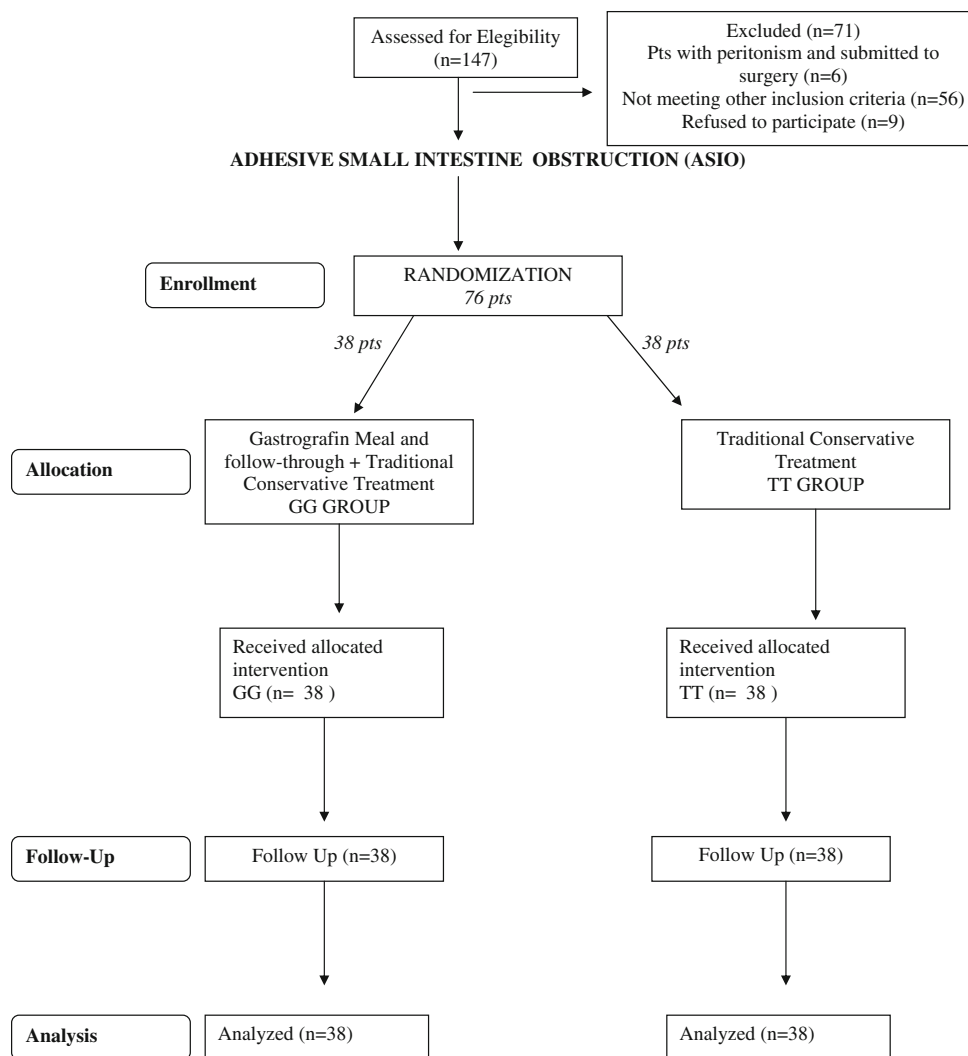 Assessed for Elegibility
(n=147)
Excluded (n=71)
Pts with peritonism and submitted to
surgery (n=6)
Not meeting other inclusion criteria (n=56)
Refused to participate (n=9)
ADHESIVE SMALL INTESTINE OBSTRUCTION (ASIO)
Enrollment
RANDOMIZATION
76 pts
38 pts
38 pts
Allocation
Gastrografin Meal and
follow-through + Traditional
Conservative Treatment
GG GROUP
Traditional Conservative
Treatment
TT GROUP
Received allocated
intervention
GG (n= 38 )
Received allocated
intervention
TT (n= 38 )
Follow-Up
Follow Up (n=38)
Follow Up (n=38)
Analysis
Analyzed (n=38)
Analyzed (n=38)